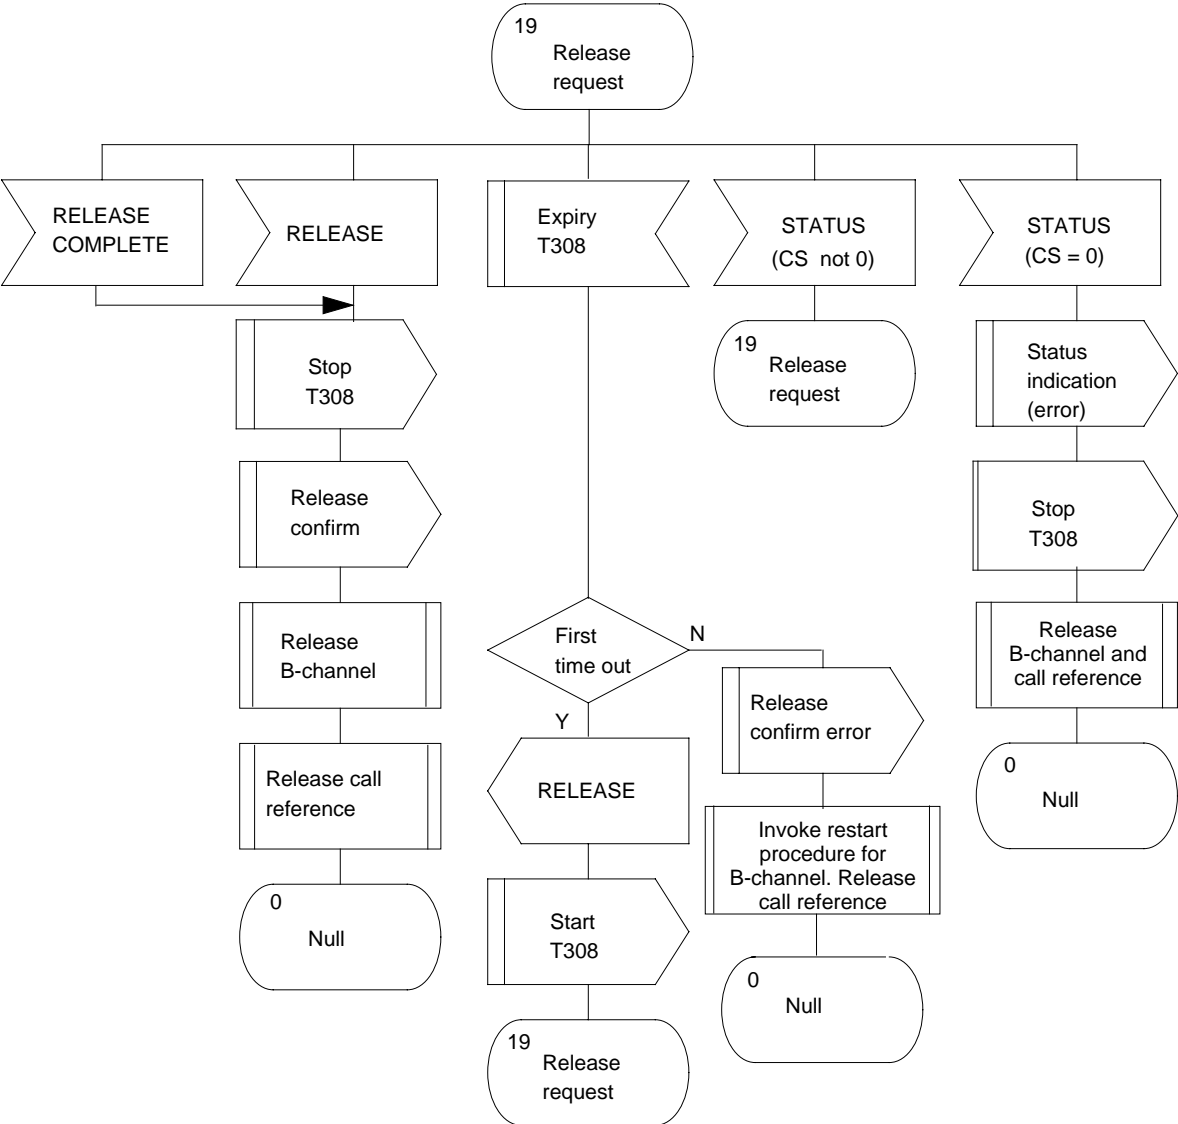 19
Release
request
RELEASE
COMPLETE
RELEASE
Expiry
T308
STATUS
(CS not 0)
STATUS
(CS = 0)
Stop
T308
19
Release
request
Status
indication
(error)
Release
confirm
Stop
T308
Release
B-channel
First
time out
N
Y
Release
confirm error
Release
B-channel and
call reference
Release call
reference
RELEASE
Invoke restart
procedure for
B-channel. Release
call reference
0
Null
0
Null
Start
T308
0
Null
19
Release
request